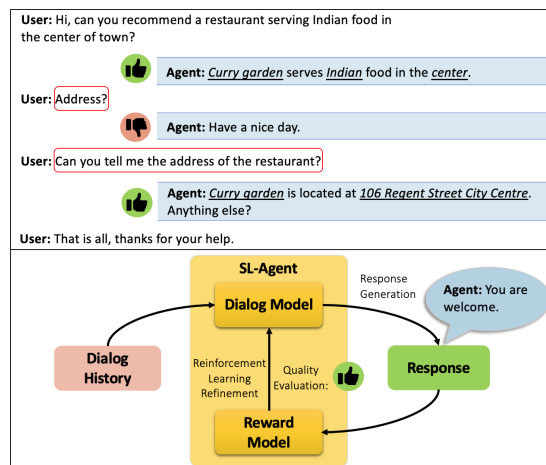 User: Hi, can you recommend a restaurant serving Indian food in
the center of town?
Agent: Curry garden serves Indian food in the center.
User: Address?
Agent: Have a nice day.
User: Can you tell me the address of the restaurant?
Agent: Curry garden is located at 106 Regent Street City Centre.
Anything else?
User: That is all, thanks for your help.
SL-Agent
Dialog Model
Response
Generation
Agent: You are
welcome.
Dialog
History
Reinforcement
Learning
Refinement
Quality
Evaluation:
Response
Reward
Model